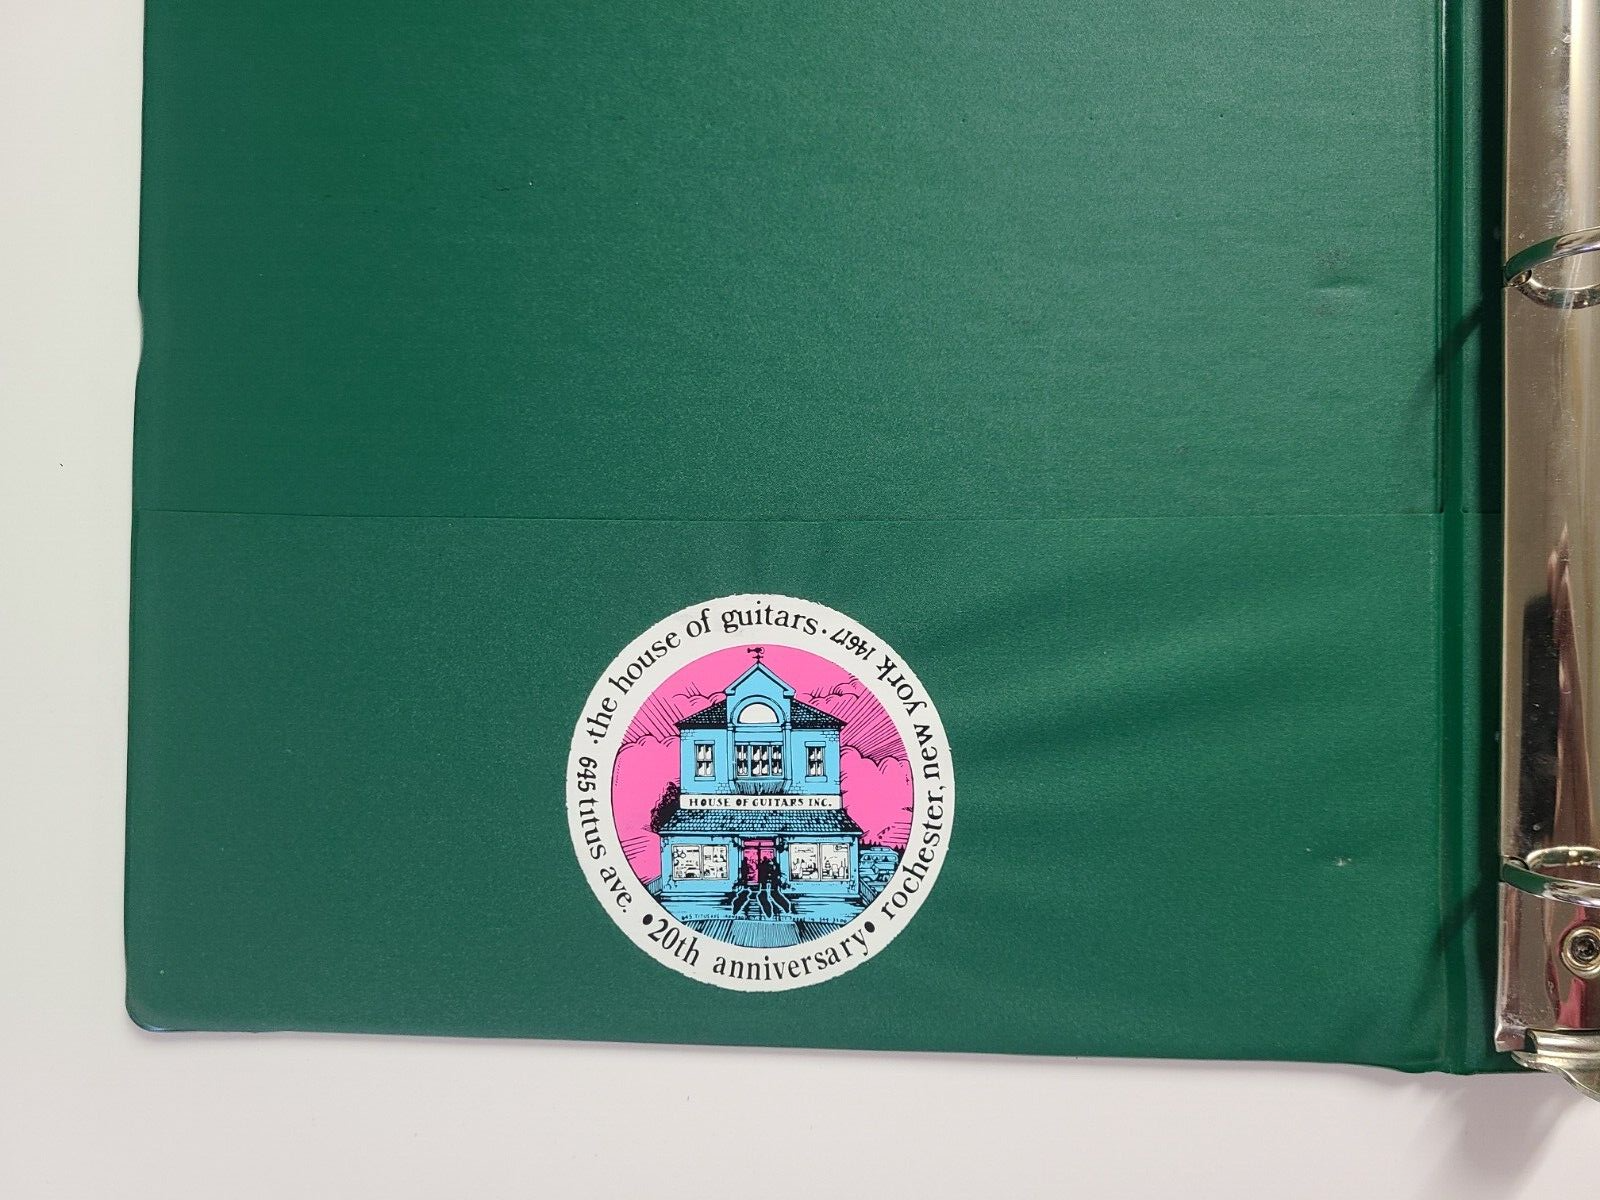 ·the house of guitars·
645 titus ave.
rochester, new york 14617
•20th anniversary•
HOUSE OF GUITARS INC.